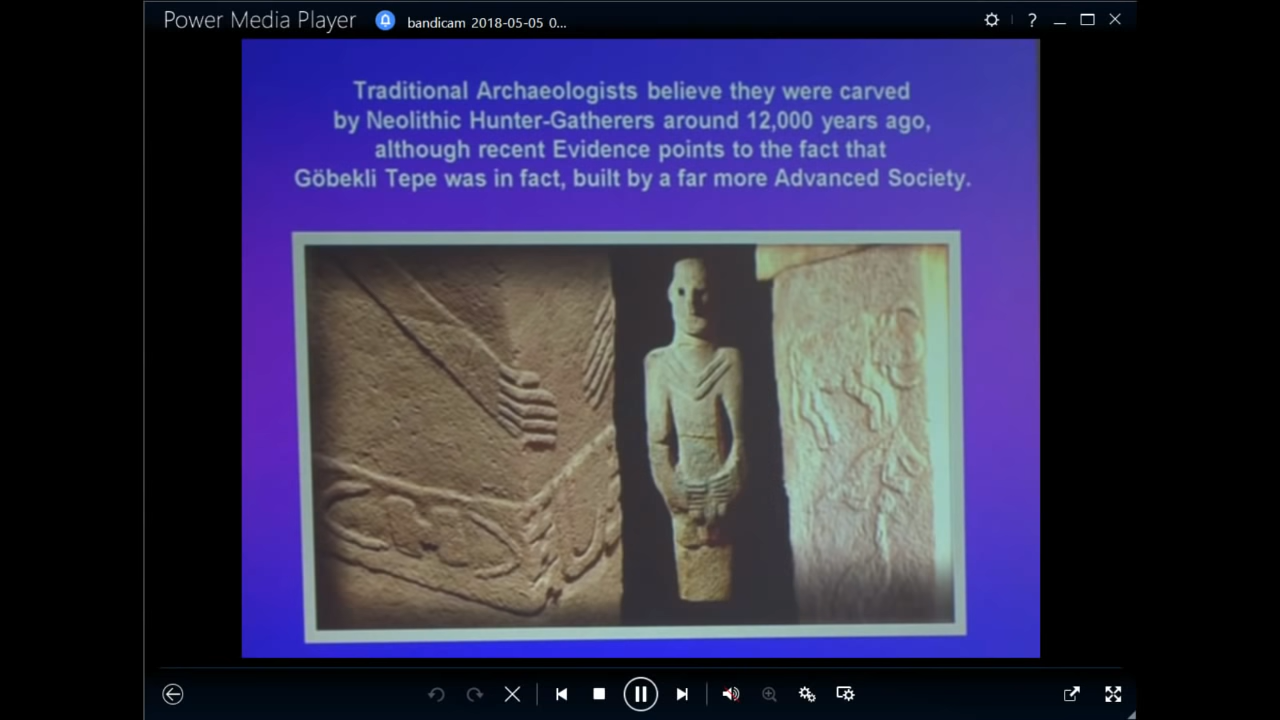 Power Media Player
bandicam 2018-05-05 0...
?
Traditional Archaeologists believe they were carved
by Neolithic Hunter-Gatherers around 12,000 years ago,
although recent Evidence points to the fact that
Göbekli Tepe was in fact, built by a far more Advanced Society.